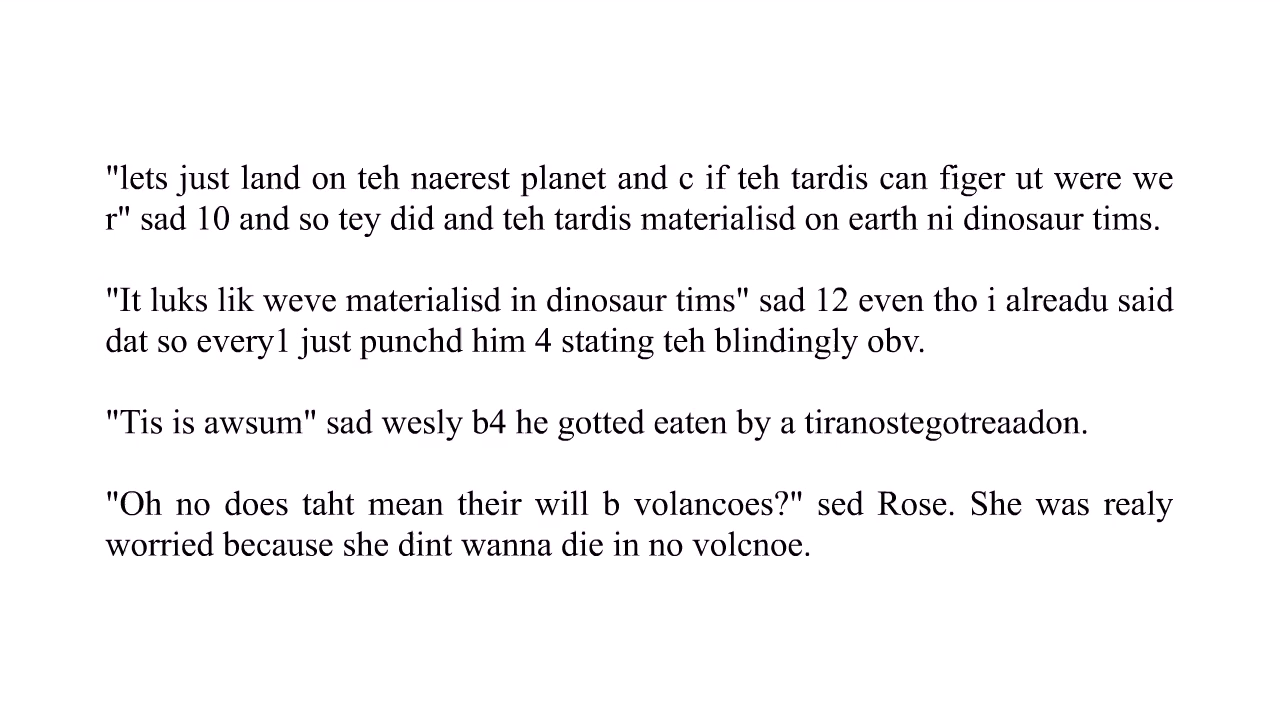 "lets just land on teh naerest planet and c if teh tardis can figer ut were we
r" sad 10 and so tey did and teh tardis materialisd on earth ni dinosaur tims.
"It luks lik weve materialisd in dinosaur tims" sad 12 even tho i alreadu said
dat so every1 just punchd him 4 stating teh blindingly obv.
"Tis is awsum" sad wesly b4 he gotted eaten by a tiranostegotreaadon.
"Oh no does taht mean their will b volancoes?" sed Rose. She was realy
worried because she dint wanna die in no volcnoe.